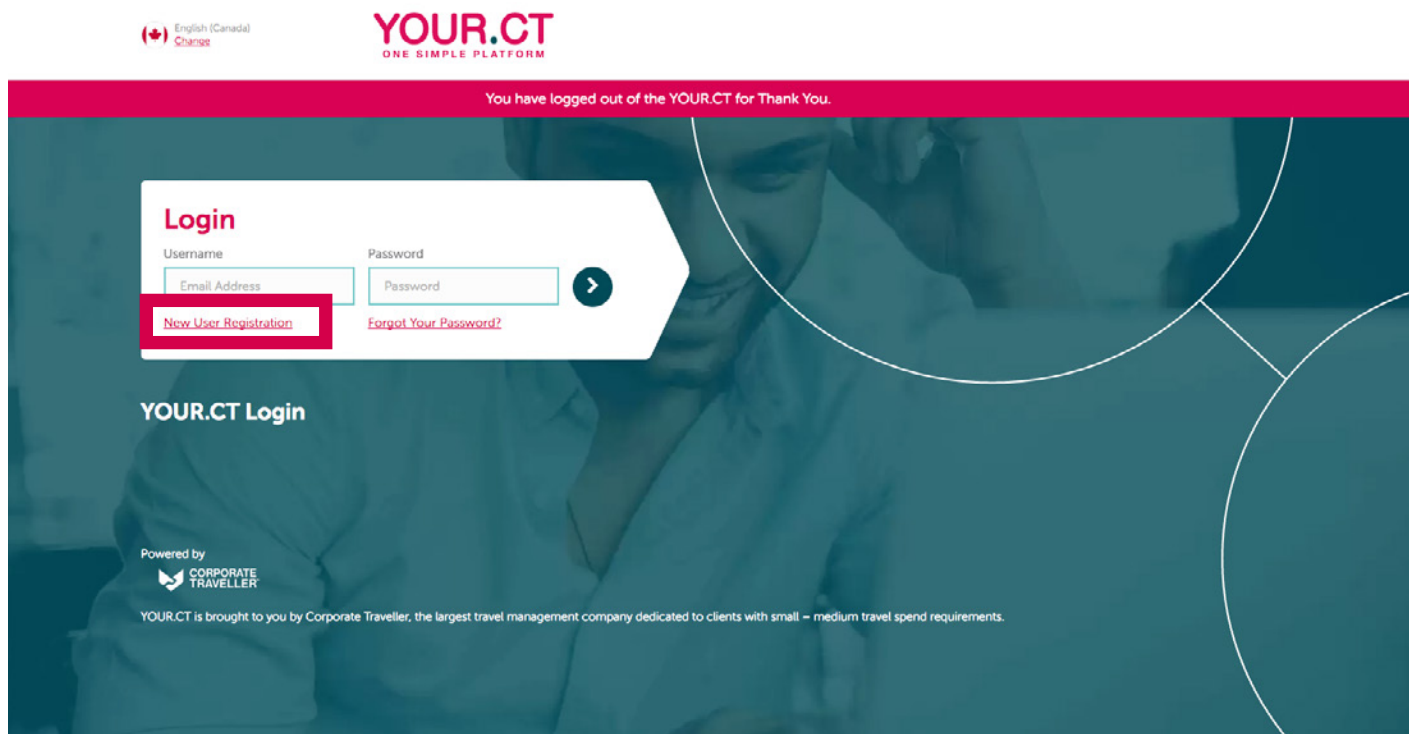 English (Canada)
Change
YOUR.CT
ONE SIMPLE PLATFORM
You have logged out of the YOUR.CT for Thank You.
Login
Username Password
Email Address Password
New User Registration Forgot Your Password?
YOUR.CT Login
Powered by
CORPORATE
TRAVELLER
YOUR.CT is brought to you by Corporate Traveller, the largest travel management company dedicated to clients with small – medium travel spend requirements.